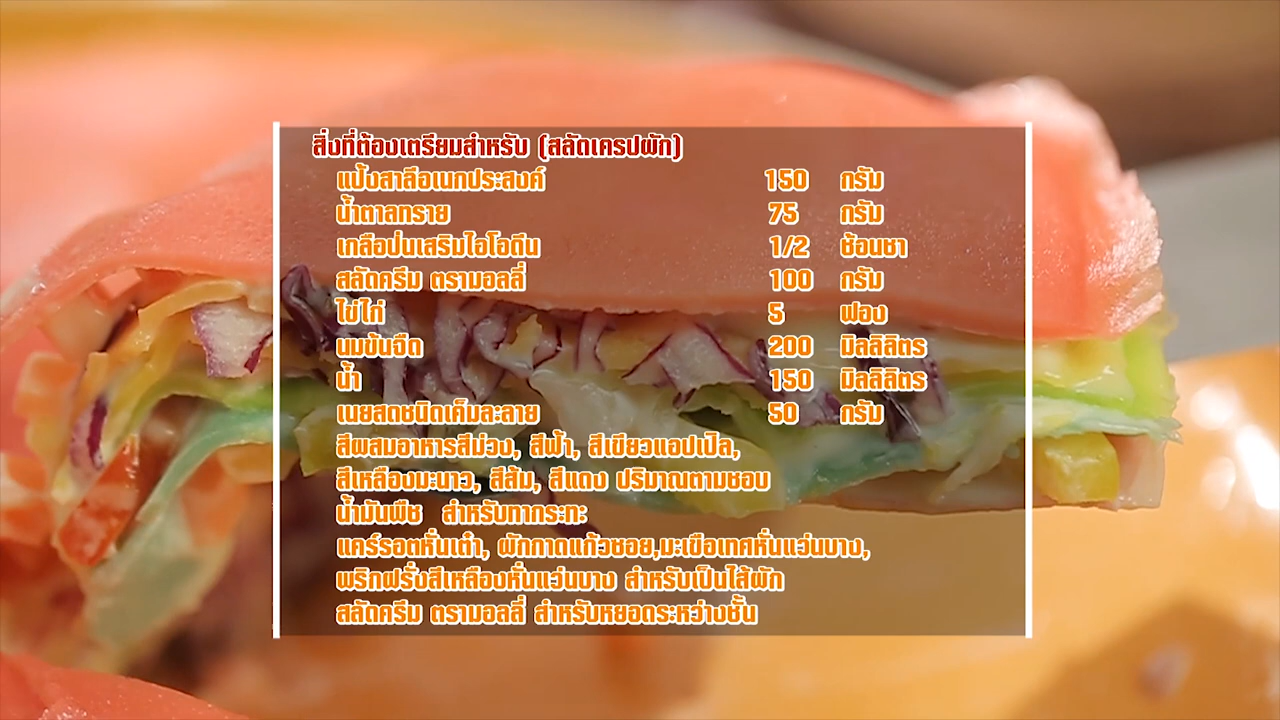 สิ่งที่ต้องเตรียมสำหรับ (สลัดเครปผัก)
แป้งสาลีอเนกประสงค์ 150 กรัม
น้ำตาลทราย 75 กรัม
เกลือป่นเสริมไอโอดีน 1/2 ช้อนชา
สลัดครีม ตรามอลลี่ 100 กรัม
ไข่ไก่ 5 ฟอง
นมข้นจืด 200 มิลลิลิตร
น้ำ 150 มิลลิลิตร
เนยสดชนิดเค็มละลาย 50 กรัม
สีผสมอาหารสีม่วง, สีฟ้า, สีเขียวแอปเปิล,
สีเหลืองมะนาว, สีส้ม, สีแดง ปริมาณตามชอบ
น้ำมันพืช สำหรับทากระทะ
แคร์รอตหั่นเต๋า, ผักกาดแก้วซอย,มะเขือเทศหั่นแว่นบาง,
พริกฝรั่งสีเหลืองหั่นแว่นบาง สำหรับเป็นไส้ผัก
สลัดครีม ตรามอลลี่ สำหรับหยอดระหว่างชั้น